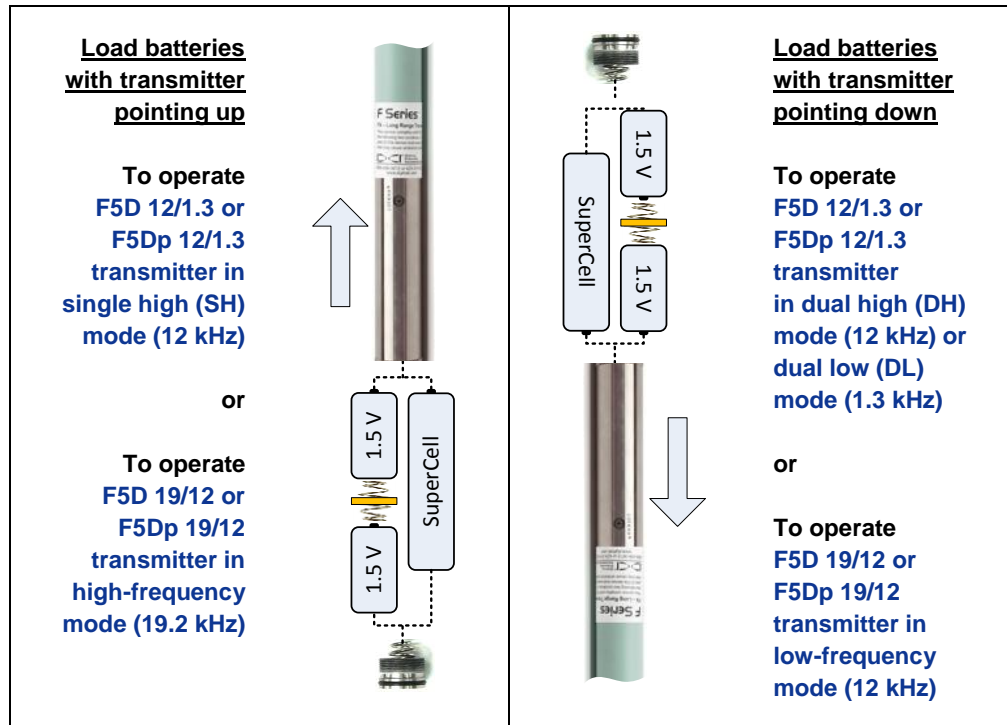 Load batteries
with transmitter
pointing up
To operate
F5D 12/1.3 or
F5Dp 12/1.3
transmitter in
single high (SH)
mode (12 kHz)
or
To operate
F5D 19/12 or
F5Dp 19/12
transmitter in
high-frequency
mode (19.2 kHz)
F Series
1.5 V
1.5 V
SuperCell
SuperCell
1.5 V
1.5 V
F Series
Load batteries
with transmitter
pointing down
To operate
F5D 12/1.3 or
F5Dp 12/1.3
transmitter
in dual high (DH)
mode (12 kHz) or
dual low (DL)
mode (1.3 kHz)
or
To operate
F5D 19/12 or
F5Dp 19/12
transmitter in
low-frequency
mode (12 kHz)